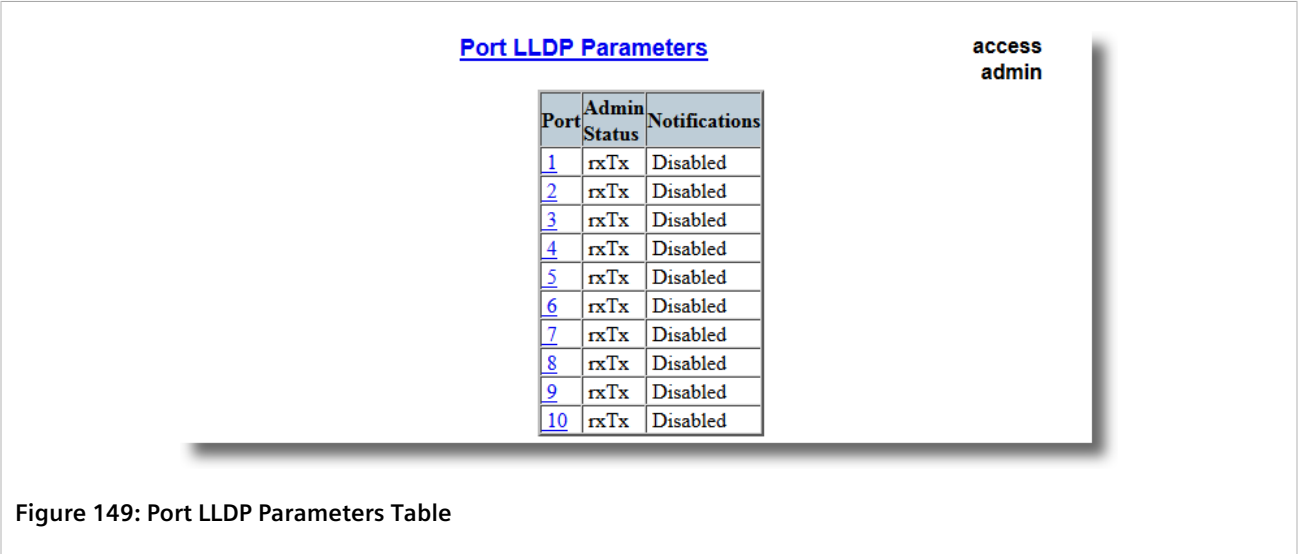 Port LLDP Parameters
access
admin
Port Admin Status Notifications
1 rxTx Disabled
2 rxTx Disabled
3 rxTx Disabled
4 rxTx Disabled
5 rxTx Disabled
6 rxTx Disabled
7 rxTx Disabled
8 rxTx Disabled
9 rxTx Disabled
10 rxTx Disabled
Figure 149: Port LLDP Parameters Table